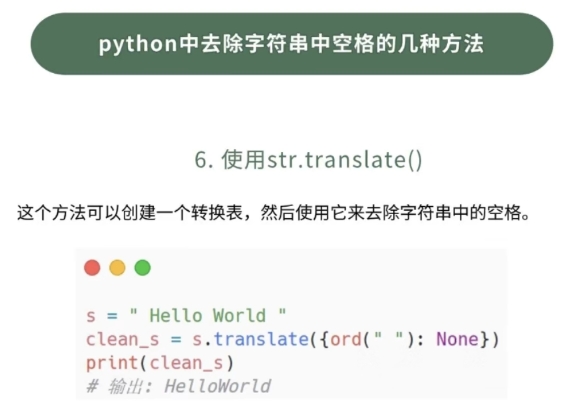 python中去除字符串中空格的几种方法
6. 使用str.translate()
这个方法可以创建一个转换表，然后使用它来去除字符串中的空格。
s = " Hello World "
clean_s = s.translate({ord(" "): None})
print(clean_s)
# 输出: HelloWorld